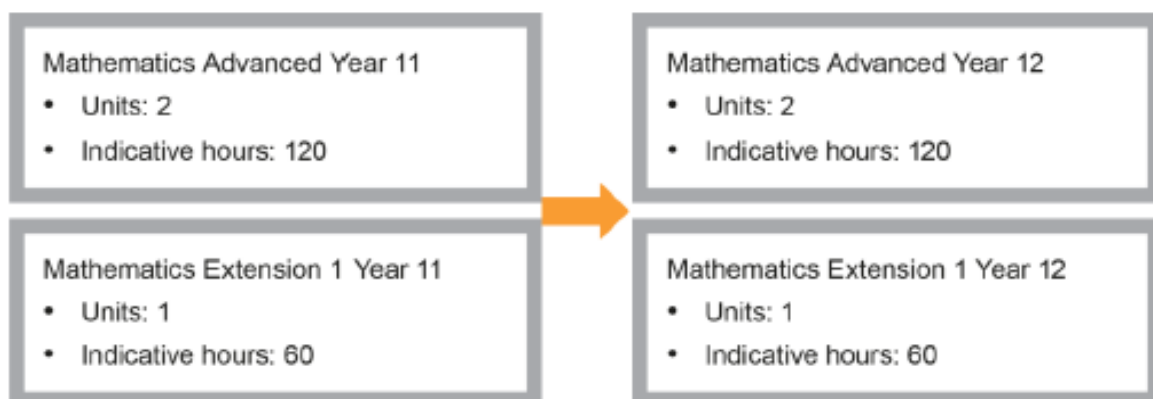 Mathematics Advanced Year 11
• Units: 2
• Indicative hours: 120
Mathematics Advanced Year 12
• Units: 2
• Indicative hours: 120
Mathematics Extension 1 Year 11
• Units: 1
• Indicative hours: 60
Mathematics Extension 1 Year 12
• Units: 1
• Indicative hours: 60